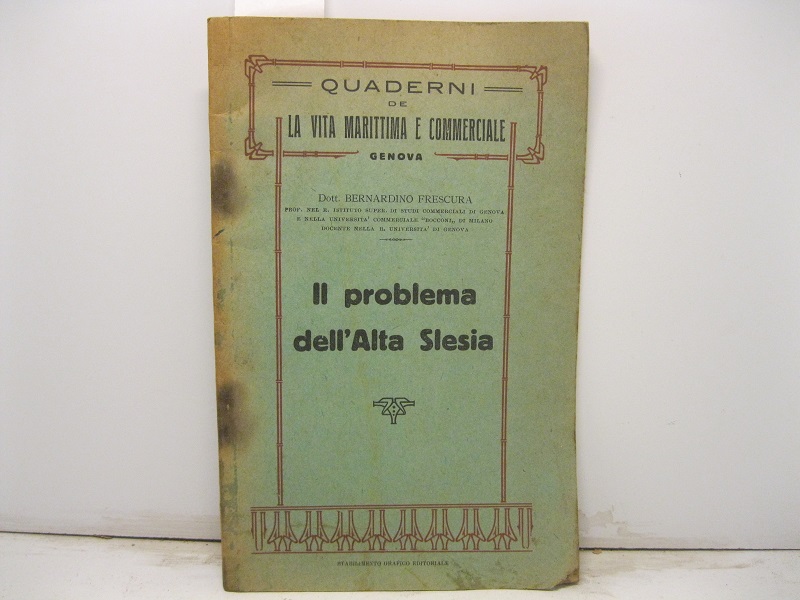 QUADERNI
DE
LA VITA MARITTIMA E COMMERCIALE
GENOVA
Dott. BERNARDINO FRESCURA
PROF. NEL R. ISTITUTO SUPER. DI STUDI COMMERCIALI DI GENOVA
E NELLA UNIVERSITA' COMMERCIALE "BOCCONI" DI MILANO
DOCENTE NELLA R. UNIVERSITA' DI GENOVA
Il problema
dell'Alta Slesia
STABILIMETO GRAFICO EDITORIALE